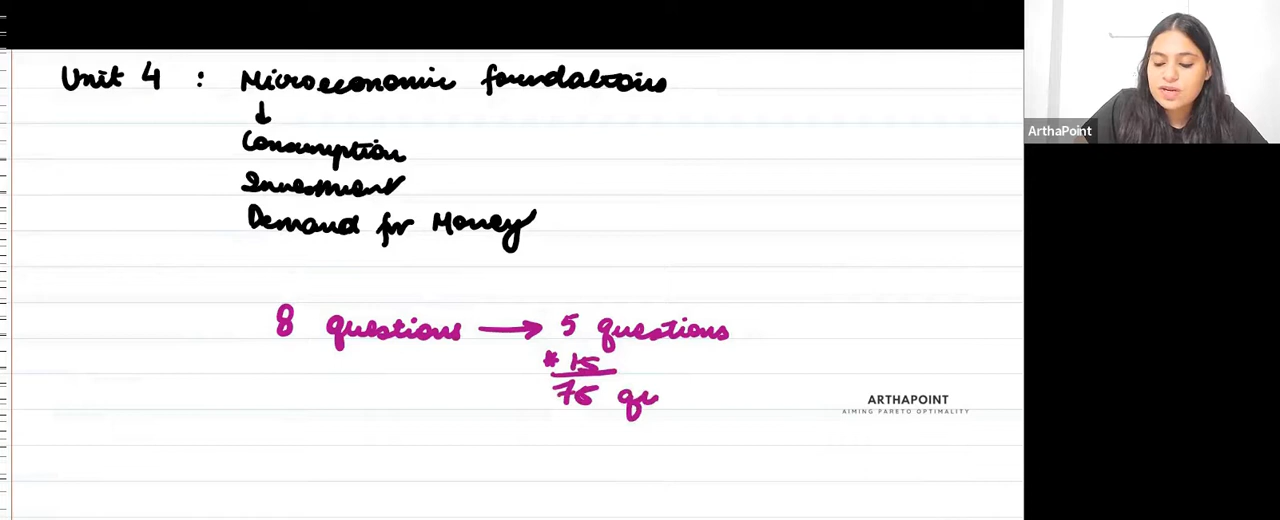 Unit 4 : Microeconomic foundations
↓
Consumption
Investment
Demand for Money
8 questions → 5 questions
* 15
75 qu
ARTHAPOINT
AIMING PARETO OPTIMALITY
ArthaPoint